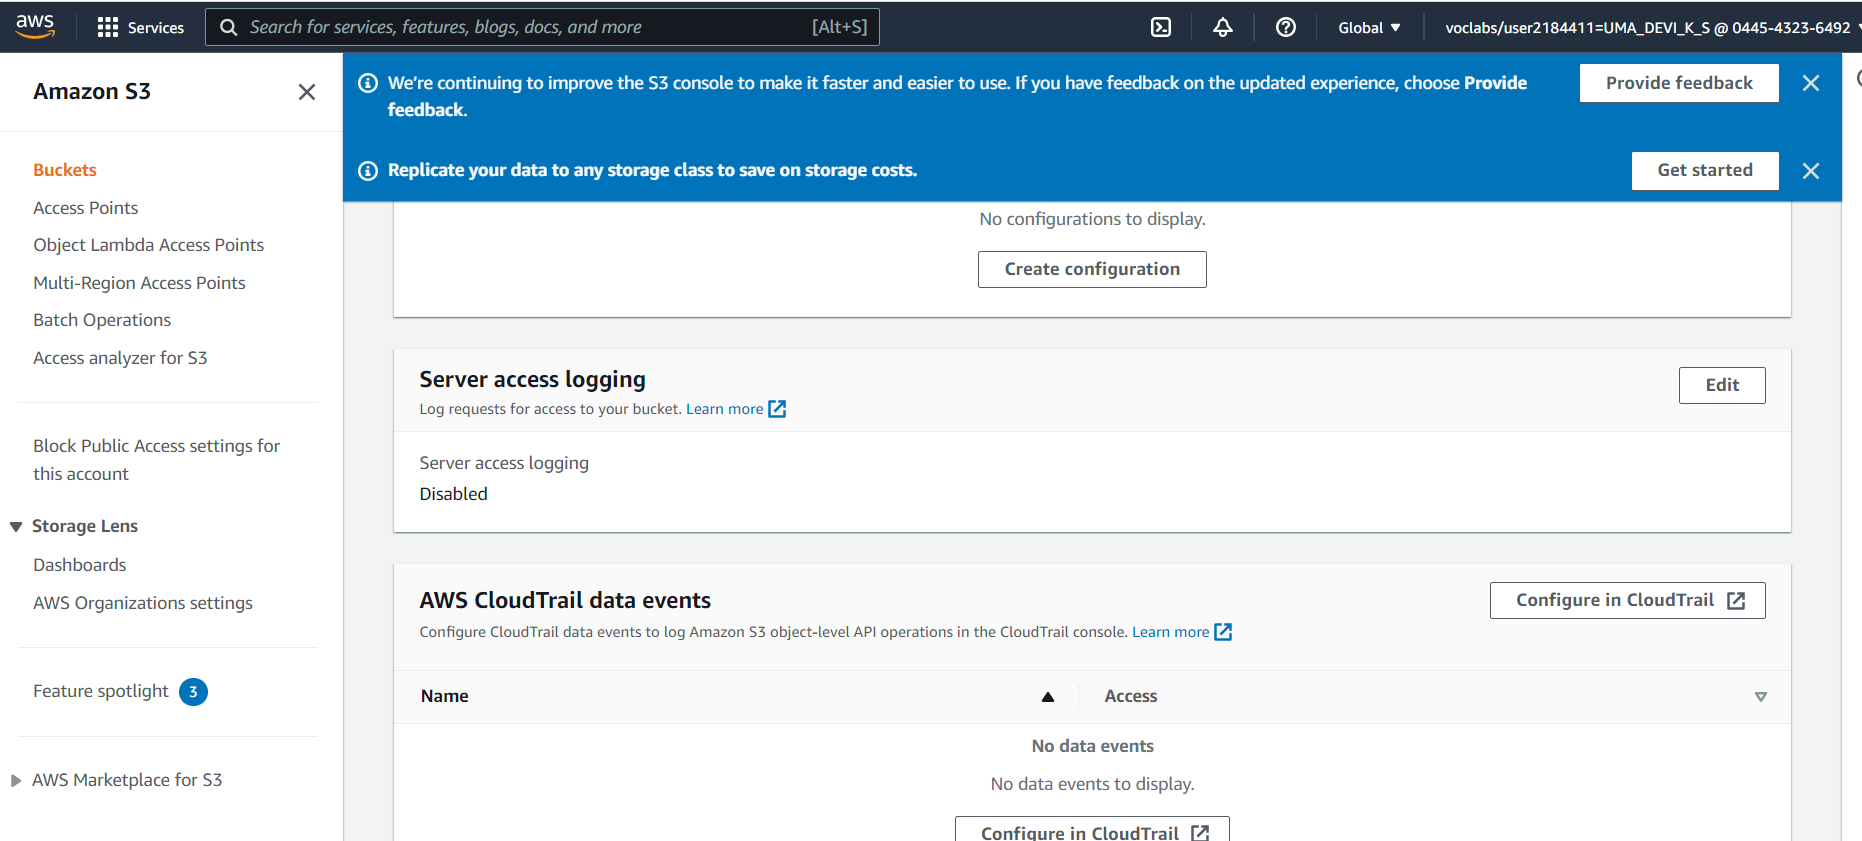 aws
Services
Search for services, features, blogs, docs, and more
[Alt+S]
Global
voclabs/user2184411=UMA_DEVI_K_S @ 0445-4323-6492
Amazon S3
Buckets
Access Points
Object Lambda Access Points
Multi-Region Access Points
Batch Operations
Access analyzer for S3
Block Public Access settings for
this account
Storage Lens
Dashboards
AWS Organizations settings
Feature spotlight 3
AWS Marketplace for S3
We're continuing to improve the S3 console to make it faster and easier to use. If you have feedback on the updated experience, choose Provide
feedback.
Provide feedback
Replicate your data to any storage class to save on storage costs.
Get started
No configurations to display.
Create configuration
Server access logging
Log requests for access to your bucket. Learn more
Edit
Server access logging
Disabled
AWS CloudTrail data events
Configure CloudTrail data events to log Amazon S3 object-level API operations in the CloudTrail console. Learn more
Configure in CloudTrail
Name
Access
No data events
No data events to display.
Configure in CloudTrail